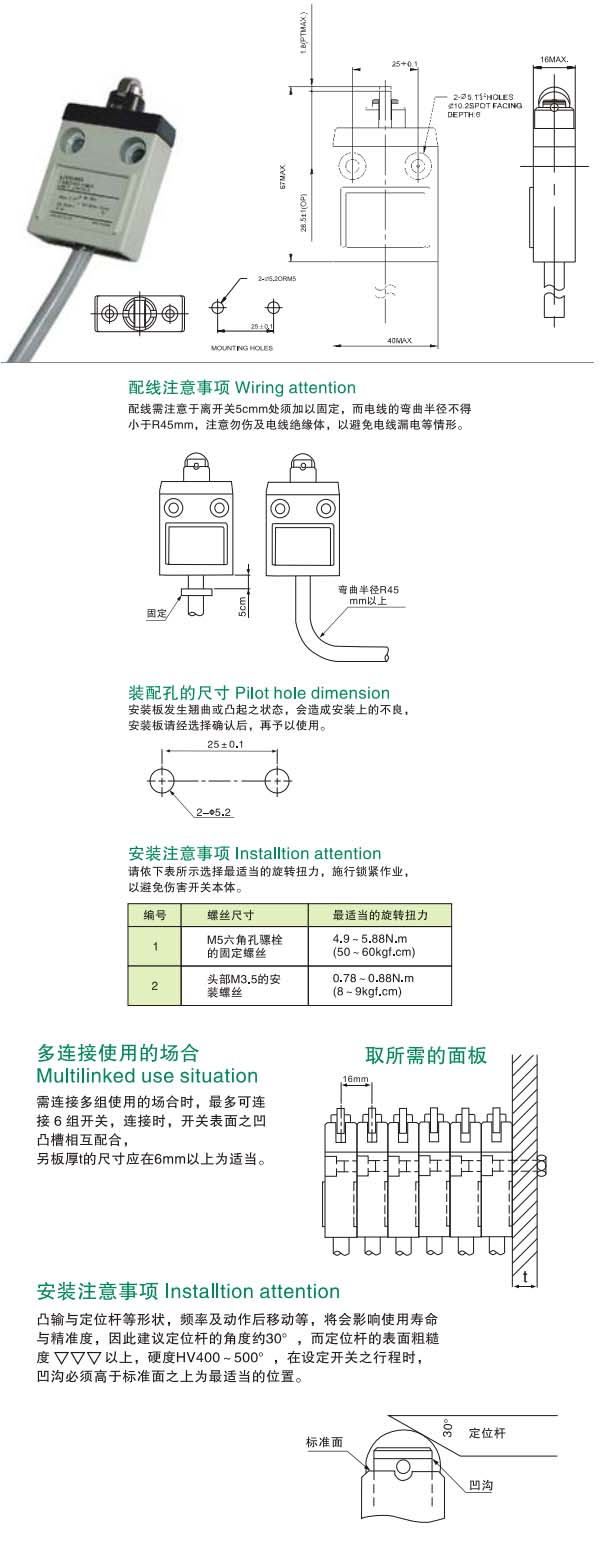 1.8(PTMAX.)
25±0.1
16MAX.
HOLES
Ø10.2SPOT FACING
DEPTH:6
67MAX.
28.5±1(OP)
2-Ø5.2ORM5
25±0.1
MOUNTING HOLES
40MAX.
配线注意事项 Wiring attention
配线需注意于离开关5cmm处须加以固定，而电线的弯曲半径不得
小于R45mm，注意勿伤及电线绝缘体，以避免电线漏电等情形。
固定
5cm
弯曲半径R45
mm以上
装配孔的尺寸 Pilot hole dimension
安装板发生翘曲或凸起之状态，会造成安装上的不良，
安装板请经选择确认后，再予以使用。
25±0.1
2-Φ5.2
安装注意事项 Installtion attention
请依下表所示选择最适当的旋转扭力，施行锁紧作业，
以避免伤害开关本体。
编号 螺丝尺寸 最适当的旋转扭力
1 M5六角孔骡栓的固定螺丝 4.9~5.88N.m (50~60kgf.cm)
2 头部M3.5的安装螺丝 0.78~0.88N.m (8~9kgf.cm)
多连接使用的场合
Multilinked use situation
需连接多组使用的场合时，最多可连
接 6 组开关，连接时，开关表面之凹
凸槽相互配合，
另板厚t的尺寸应在6mm以上为适当。
取所需的面板
16mm
t
安装注意事项 Installtion attention
凸输与定位杆等形状，频率及动作后移动等，将会影响使用寿命
与精准度，因此建议定位杆的角度约30°，而定位杆的表面粗糙
度 ▽▽▽ 以上，硬度HV400~500°，在设定开关之行程时，
凹沟必须高于标准面之上为最适当的位置。
标准面
30°
定位杆
凹沟